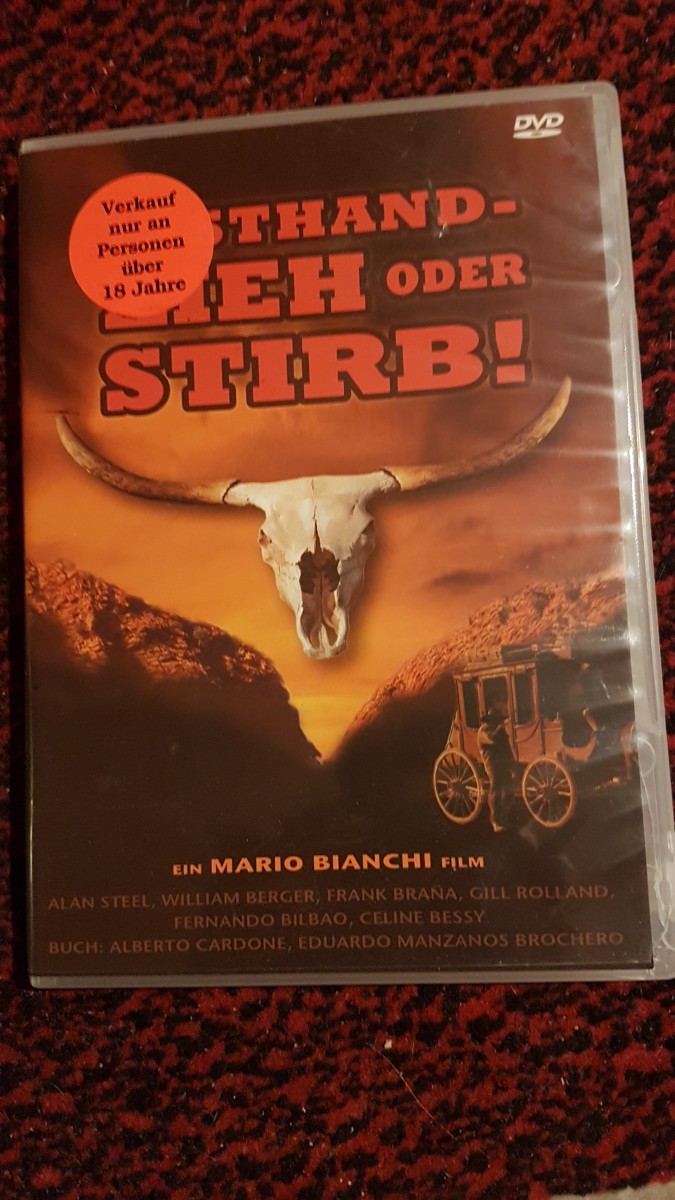 DVD
Verkauf
nur an
Personen
über
18 Jahre
STHAND-
ZIEH ODER
STIRB!
EIN MARIO BIANCHI FILM
ALAN STEEL, WILLIAM BERGER, FRANK BRAÑA, GILL ROLLAND,
FERNANDO BILBAO, CELINE BESSY
BUCH: ALBERTO CARDONE, EDUARDO MANZANOS BROCHERO